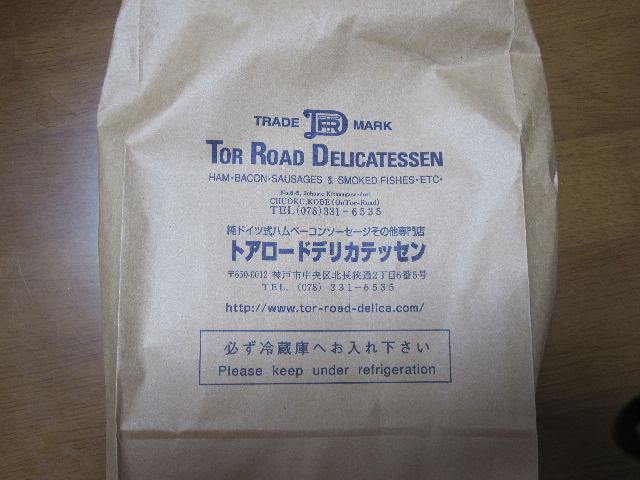 TRADE TRD MARK
TOR ROAD DELICATESSEN
HAM·BACON·SAUSAGES & SMOKED FISHES·ETC·
CHUOKU,KOBE(OnTor-Road)
TEL(078)331-6535
純ドイツ式ハムベーコンソーセージその他専門店
トアロードデリカテッセン
〒650-0012 神戸市中央区北長狭通2丁目6番5号
TEL. (078) 331-6535
http://www.tor-road-delica.com/
必ず冷蔵庫へお入れ下さい
Please keep under refrigeration